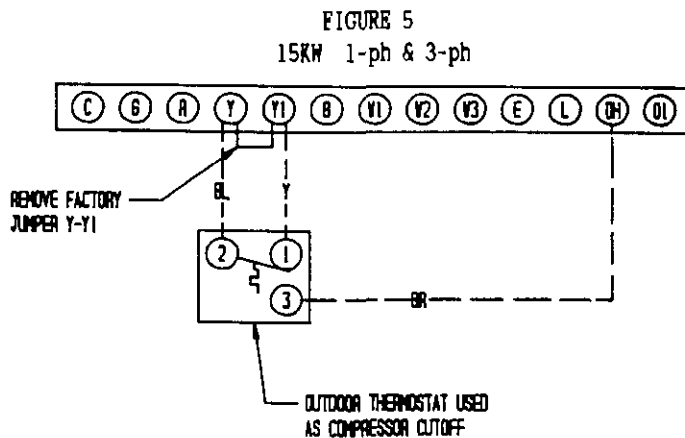 FIGURE 5
15KW 1-ph & 3-ph
C G R Y Y1 B W1 W2 W3 E L OH O1
REMOVE FACTORY
JUMPER Y-Y1
BL
Y
2 1
3
BR
OUTDOOR THERMOSTAT USED
AS COMPRESSOR CUTOFF